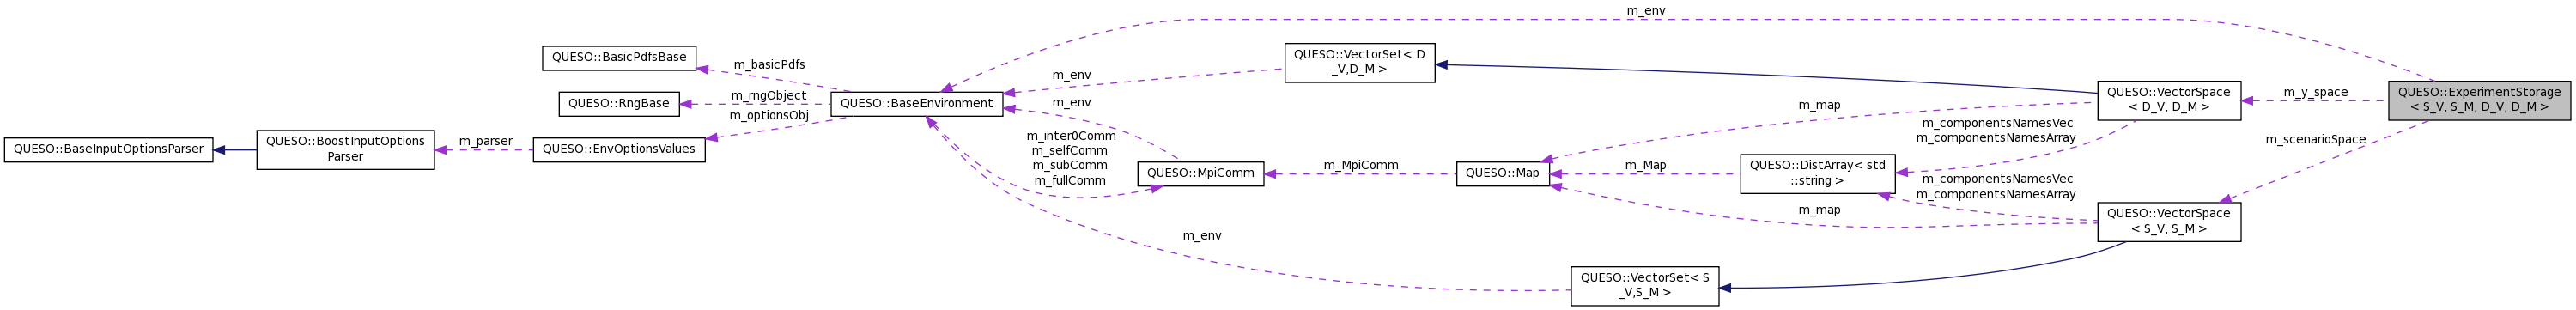 m_env
QUESO::BasicPdfsBase
QUESO::VectorSet< D
_V,D_M >
m_basicPdfs
m_env
QUESO::RngBase
m_rngObject
QUESO::BaseEnvironment
m_env
m_optionsObj
QUESO::VectorSpace
< D_V, D_M >
m_y_space
QUESO::ExperimentStorage
< S_V, S_M, D_V, D_M >
m_map
m_componentsNamesVec
m_componentsNamesArray
m_scenarioSpace
QUESO::BaseInputOptionsParser
QUESO::BoostInputOptions
Parser
m_parser
QUESO::EnvOptionsValues
m_inter0Comm
m_selfComm
m_subComm
m_fullComm
QUESO::MpiComm
m_MpiComm
QUESO::Map
m_Map
QUESO::DistArray< std
::string >
m_componentsNamesVec
m_componentsNamesArray
m_map
QUESO::VectorSpace
< S_V, S_M >
m_env
QUESO::VectorSet< S
_V,S_M >